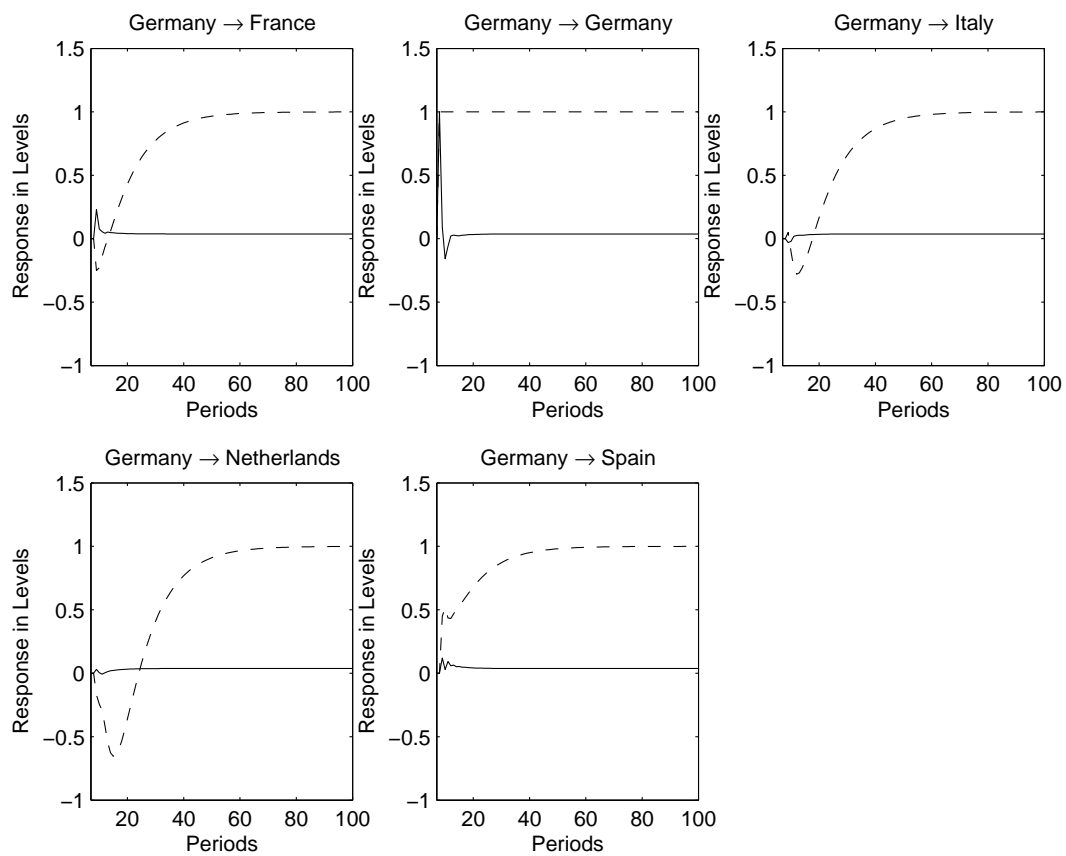 Germany → France
1.5
1
0.5
0
−0.5
−1
20 40 60 80 100
Response in Levels
Periods
Germany → Germany
1.5
1
0.5
0
−0.5
−1
20 40 60 80 100
Response in Levels
Periods
Germany → Italy
1.5
1
0.5
0
−0.5
−1
20 40 60 80 100
Response in Levels
Periods
Germany → Netherlands
1.5
1
0.5
0
−0.5
−1
20 40 60 80 100
Response in Levels
Periods
Germany → Spain
1.5
1
0.5
0
−0.5
−1
20 40 60 80 100
Response in Levels
Periods